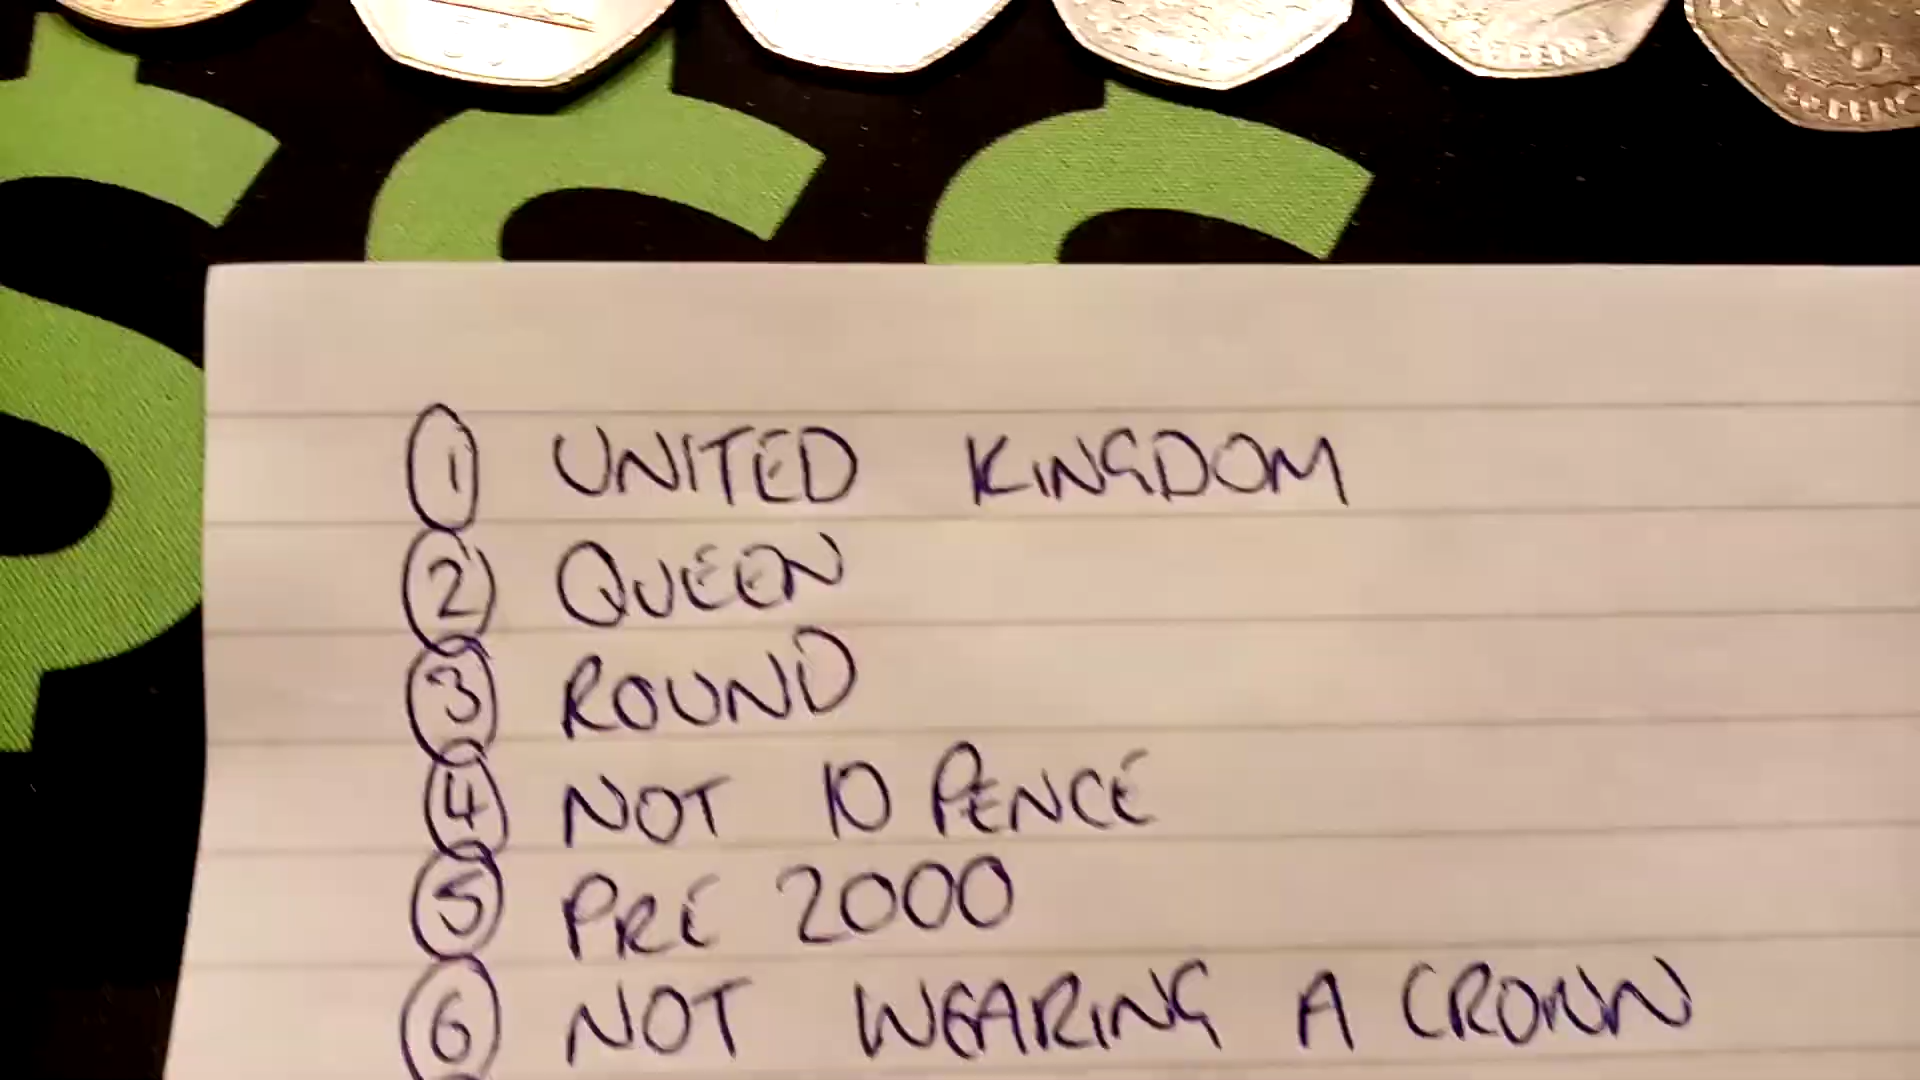 ① UNITED KINGDOM
② QUEEN
③ ROUND
④ NOT 10 PENCE
⑤ PRE 2000
⑥ NOT WEARING A CROWN